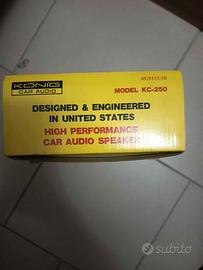 KÖNIG
CAR AUDIO
MODEL KC-250
DESIGNED & ENGINEERED
IN UNITED STATES
HIGH PERFORMANCE
CAR AUDIO SPEAKER
subito